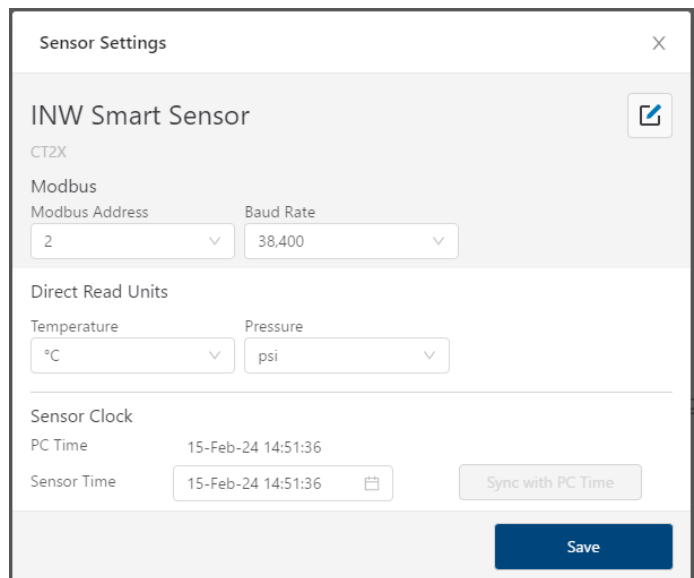 Sensor Settings
INW Smart Sensor
CT2X
Modbus
Modbus Address Baud Rate
2 38,400
Direct Read Units
Temperature Pressure
°C psi
Sensor Clock
PC Time 15-Feb-24 14:51:36
Sensor Time 15-Feb-24 14:51:36 Sync with PC Time
Save